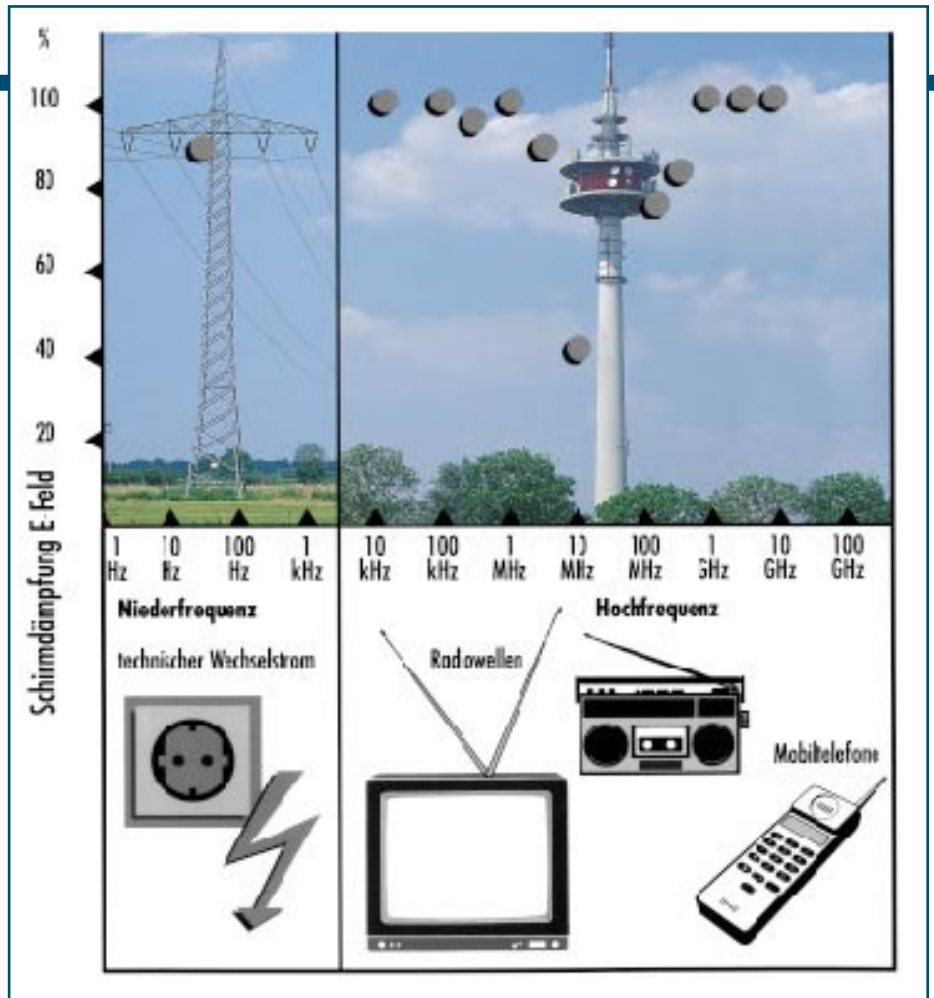 %
100
80
60
40
20
Schirmdämpfung E-Feld
1 Hz
10 Hz
100 Hz
1 kHz
10 kHz
100 kHz
1 MHz
10 MHz
100 MHz
1 GHz
10 GHz
100 GHz
Niederfrequenz
Hochfrequenz
technischer Wechselstrom
Radiowellen
Mobiltelefone